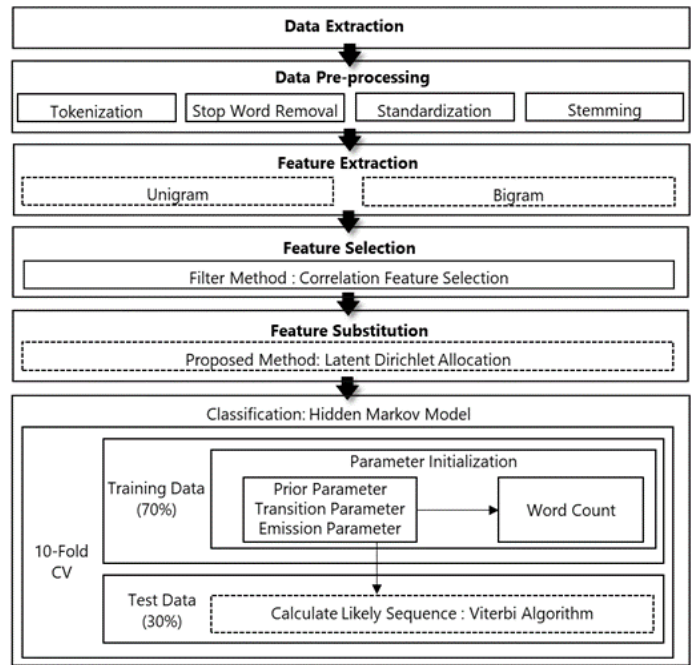 Data Extraction
Data Pre-processing
Tokenization
Stop Word Removal
Standardization
Stemming
Feature Extraction
Unigram
Bigram
Feature Selection
Filter Method : Correlation Feature Selection
Feature Substitution
Proposed Method: Latent Dirichlet Allocation
Classification: Hidden Markov Model
10-Fold
CV
Training Data
(70%)
Parameter Initialization
Prior Parameter
Transition Parameter
Emission Parameter
Word Count
Test Data
(30%)
Calculate Likely Sequence : Viterbi Algorithm